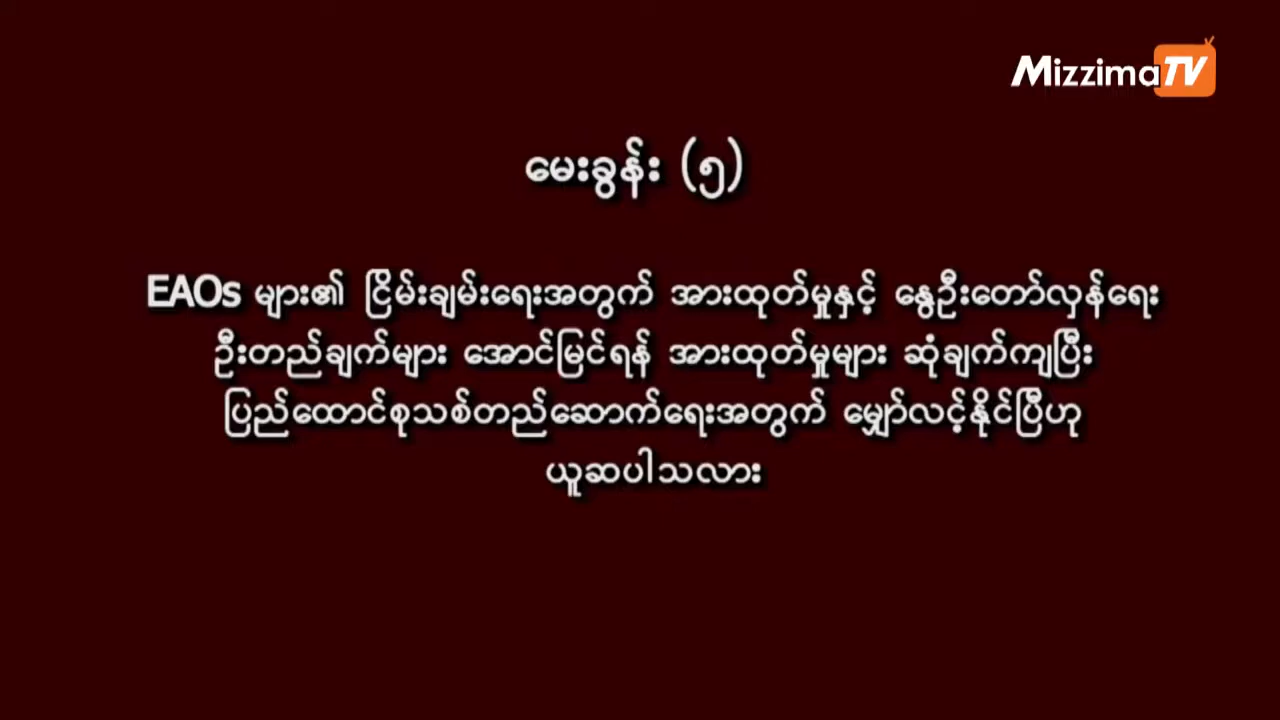 MizzimaTV
မေးခွန်း (၅)
EAOs များ၏ ငြိမ်းချမ်းရေးအတွက် အားထုတ်မှုနှင့် နွေဦးတော်လှန်ရေး
ဦးတည်ချက်များ အောင်မြင်ရန် အားထုတ်မှုများ ဆုံချက်ကျပြီး
ပြည်ထောင်စုသစ်တည်ဆောက်ရေးအတွက် မျှော်လင့်နိုင်ပြီဟု
ယူဆပါသလား